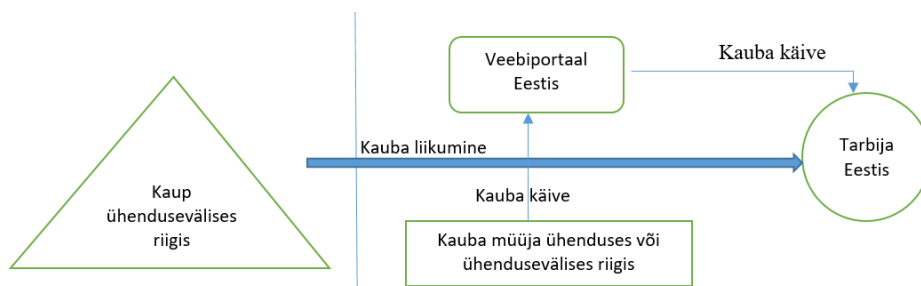 Kaup
ühendusevälises
riigis
Veebiportaal
Eestis
Kauba käive
Kauba liikumine
Tarbija
Eestis
Kauba käive
Kauba müüja ühenduses või
ühendusevälises riigis